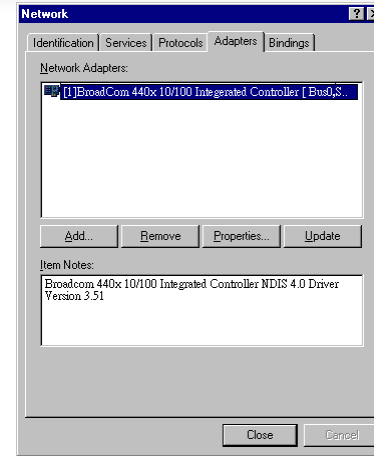 Network
Identification Services Protocols Adapters Bindings
Network Adapters:
[1]BroadCom 440x 10/100 Integerated Controller [ Bus0,S..
Add... Remove Properties... Update
Item Notes:
Broadcom 440x 10/100 Integrated Controller NDIS 4.0 Driver
Version 3.51
Close Cancel